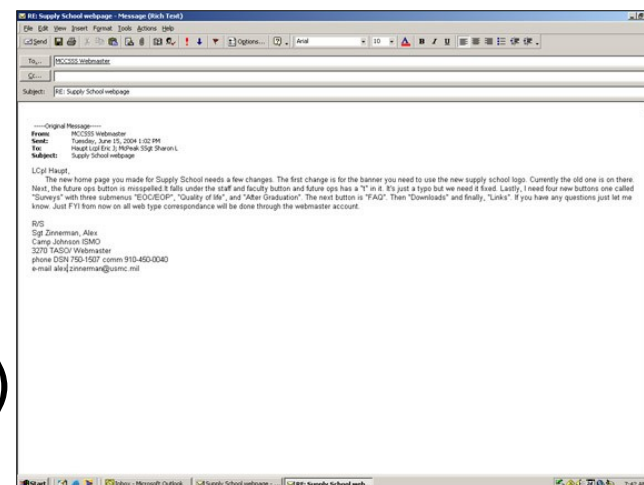 RE: Supply School webpage - Message (Rich Text)
File Edit View Insert Format Tools Actions Help
Send Options... Arial 10 A B I U
To... MCCSSS Webmaster
Cc...
Subject: RE: Supply School webpage
-----Original Message-----
From: MCCSSS Webmaster
Sent: Tuesday, June 15, 2004 1:02 PM
To: Haupt Lcpl Eric J; McPeak SSgt Sharon L
Subject: Supply School webpage
LCpl Haupt,
The new home page you made for Supply School needs a few changes. The first change is for the banner you need to use the new supply school logo. Currently the old one is on there.
Next, the future ops button is misspelled.It falls under the staff and faculty button and future ops has a "t" in it. It's just a typo but we need it fixed. Lastly, I need four new buttons one called
"Surveys" with three submenus "EOC/EOP", "Quality of life", and "After Graduation". The next button is "FAQ". Then "Downloads" and finally, "Links". If you have any questions just let me
know. Just FYI from now on all web type correspondance will be done through the webmaster account.
R/S
Sgt Zinnerman, Alex
Camp Johnson ISMO
3270 TASO/ Webmaster
phone DSN 750-1507 comm 910-450-0040
e-mail alex.zinnerman@usmc.mil
Start Inbox - Microsoft Outlook Supply School webpage - RE: Supply School web...